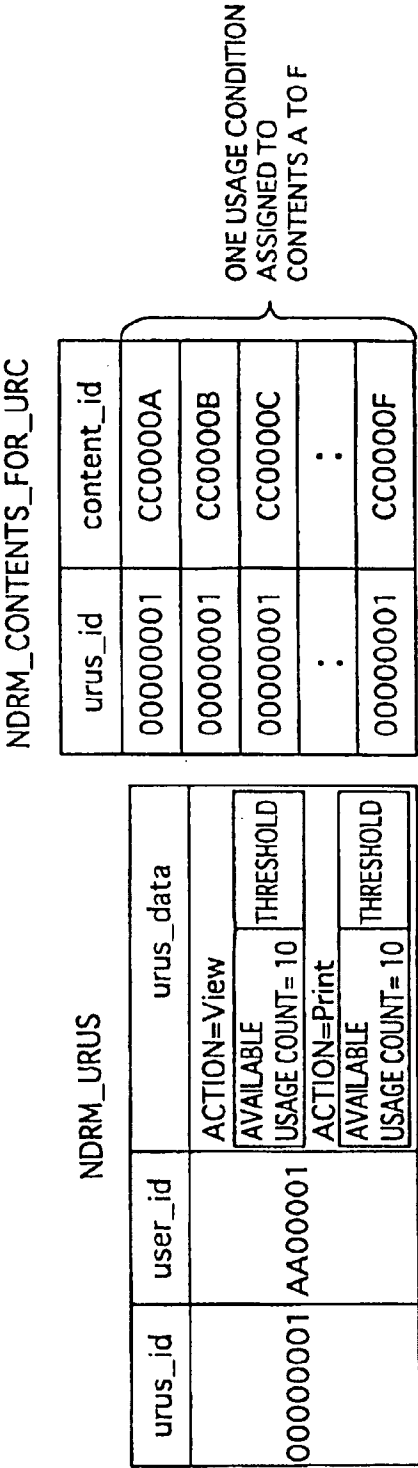 NDRM_URUS
urus_id user_id urus_data
00000001 AA00001
ACTION=View
AVAILABLE
USAGE COUNT= 10
THRESHOLD
ACTION=Print
AVAILABLE
USAGE COUNT= 10
THRESHOLD
NDRM_CONTENTS_FOR_URC
urus_id content_id
00000001 CC0000A
00000001 CC0000B
00000001 CC0000C
: :
00000001 CC0000F
ONE USAGE CONDITION
ASSIGNED TO
CONTENTS A TO F